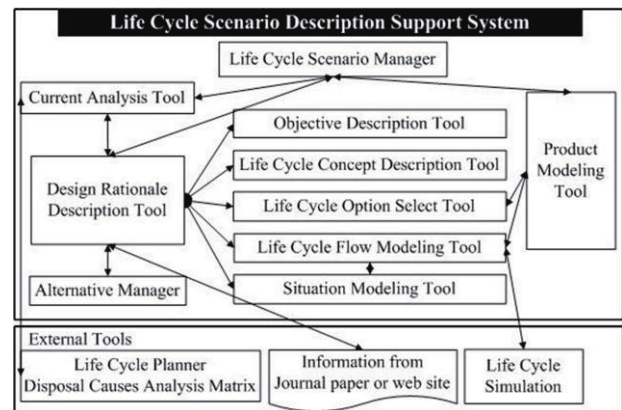 Life Cycle Scenario Description Support System
Life Cycle Scenario Manager
Current Analysis Tool
Objective Description Tool
Life Cycle Concept Description Tool
Product
Modeling
Tool
Design Rationale
Description Tool
Life Cycle Option Select Tool
Life Cycle Flow Modeling Tool
Alternative Manager
Situation Modeling Tool
External Tools
Life Cycle Planner
Disposal Causes Analysis Matrix
Information from
Journal paper or web site
Life Cycle
Simulation